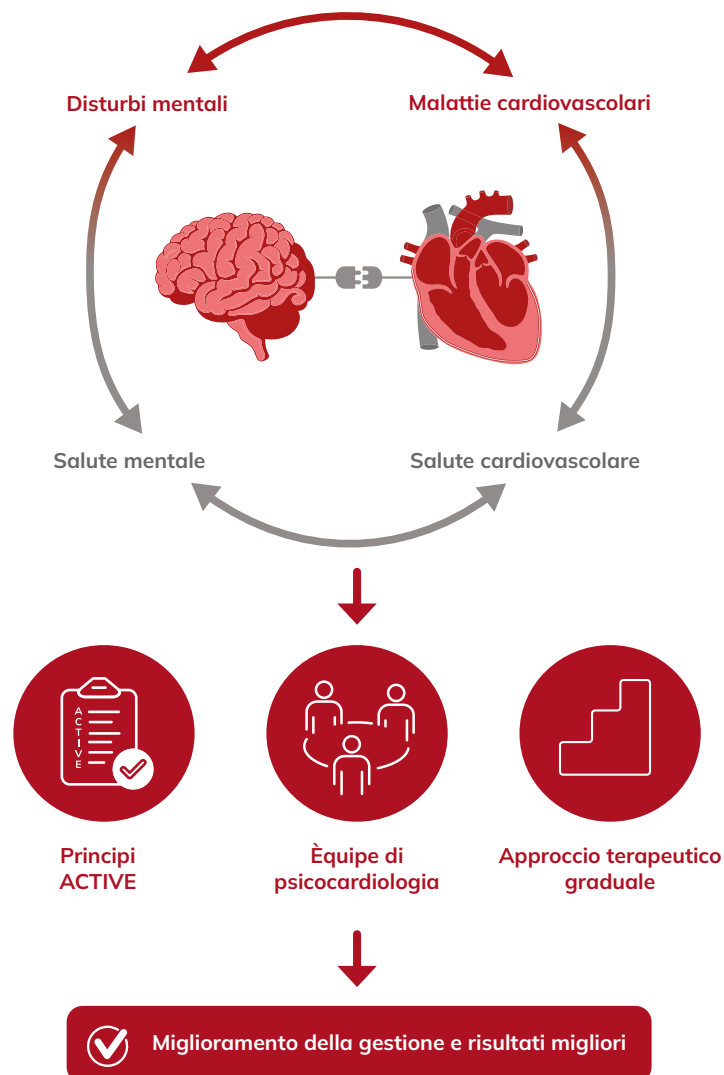 Disturbi mentali
Malattie cardiovascolari
Salute mentale
Salute cardiovascolare
ACTIVE
Principi
ACTIVE
Èquipe di
psicocardiologia
Approccio terapeutico
graduale
Miglioramento della gestione e risultati migliori